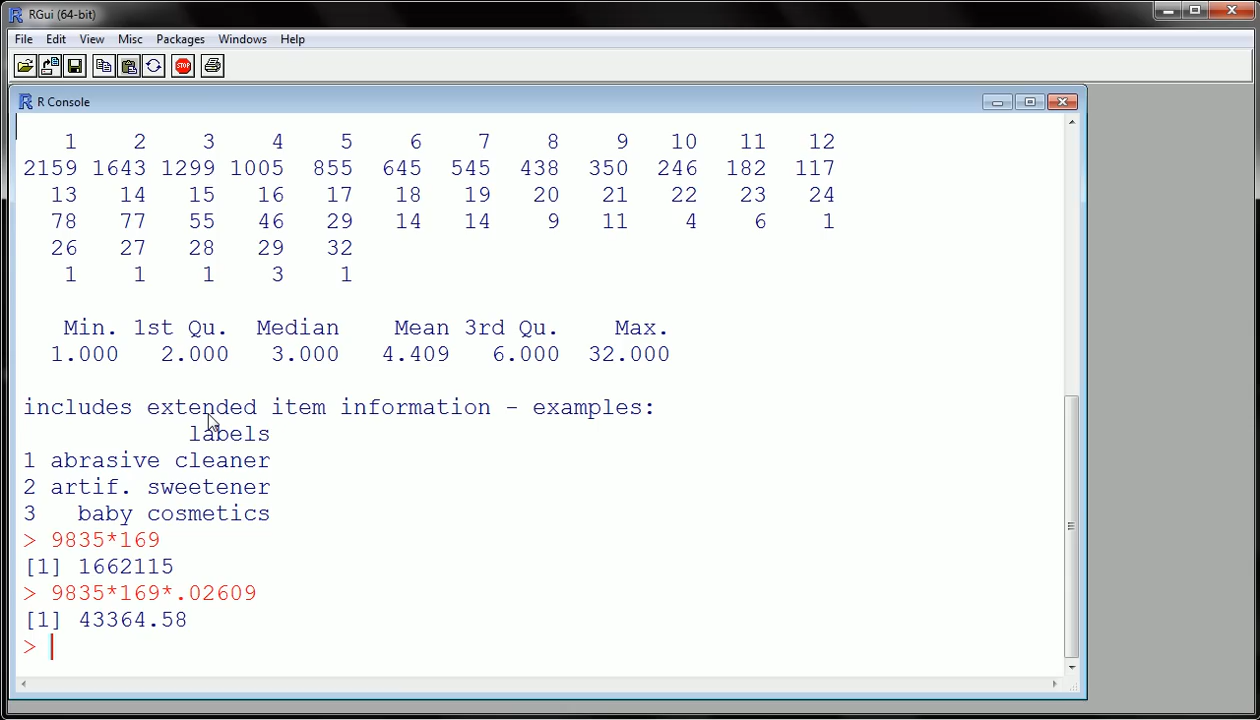 RGui (64-bit)
File Edit View Misc Packages Windows Help
STOP
R Console
1 2 3 4 5 6 7 8 9 10 11 12
2159 1643 1299 1005 855 645 545 438 350 246 182 117
13 14 15 16 17 18 19 20 21 22 23 24
78 77 55 46 29 14 14 9 11 4 6 1
26 27 28 29 32
1 1 1 3 1
Min. 1st Qu. Median Mean 3rd Qu. Max.
1.000 2.000 3.000 4.409 6.000 32.000
includes extended item information - examples:
labels
1 abrasive cleaner
2 artif. sweetener
3 baby cosmetics
> 9835*169
[1] 1662115
> 9835*169*.02609
[1] 43364.58
>